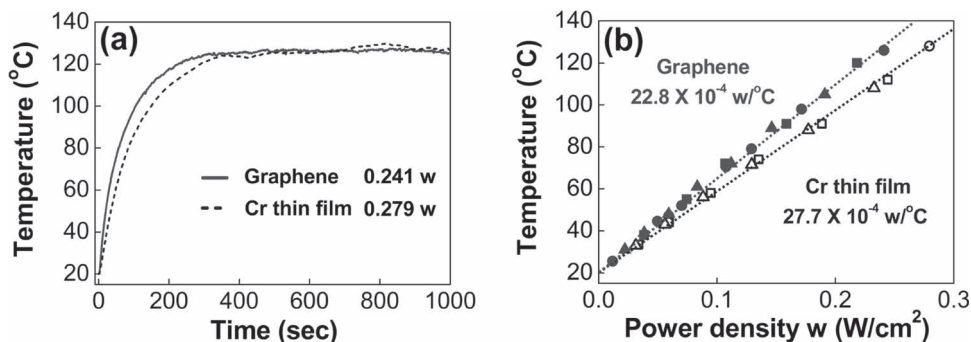 (a)
Temperature (°C)
140
120
100
80
60
40
20
0
200
400
600
800
1000
Time (sec)
Graphene 0.241 w
Cr thin film 0.279 w
(b)
Temperature (°C)
140
120
100
80
60
40
20
0.0
0.1
0.2
0.3
Power density w (W/cm²)
Graphene
22.8 X 10⁻⁴ w/°C
Cr thin film
27.7 X 10⁻⁴ w/°C